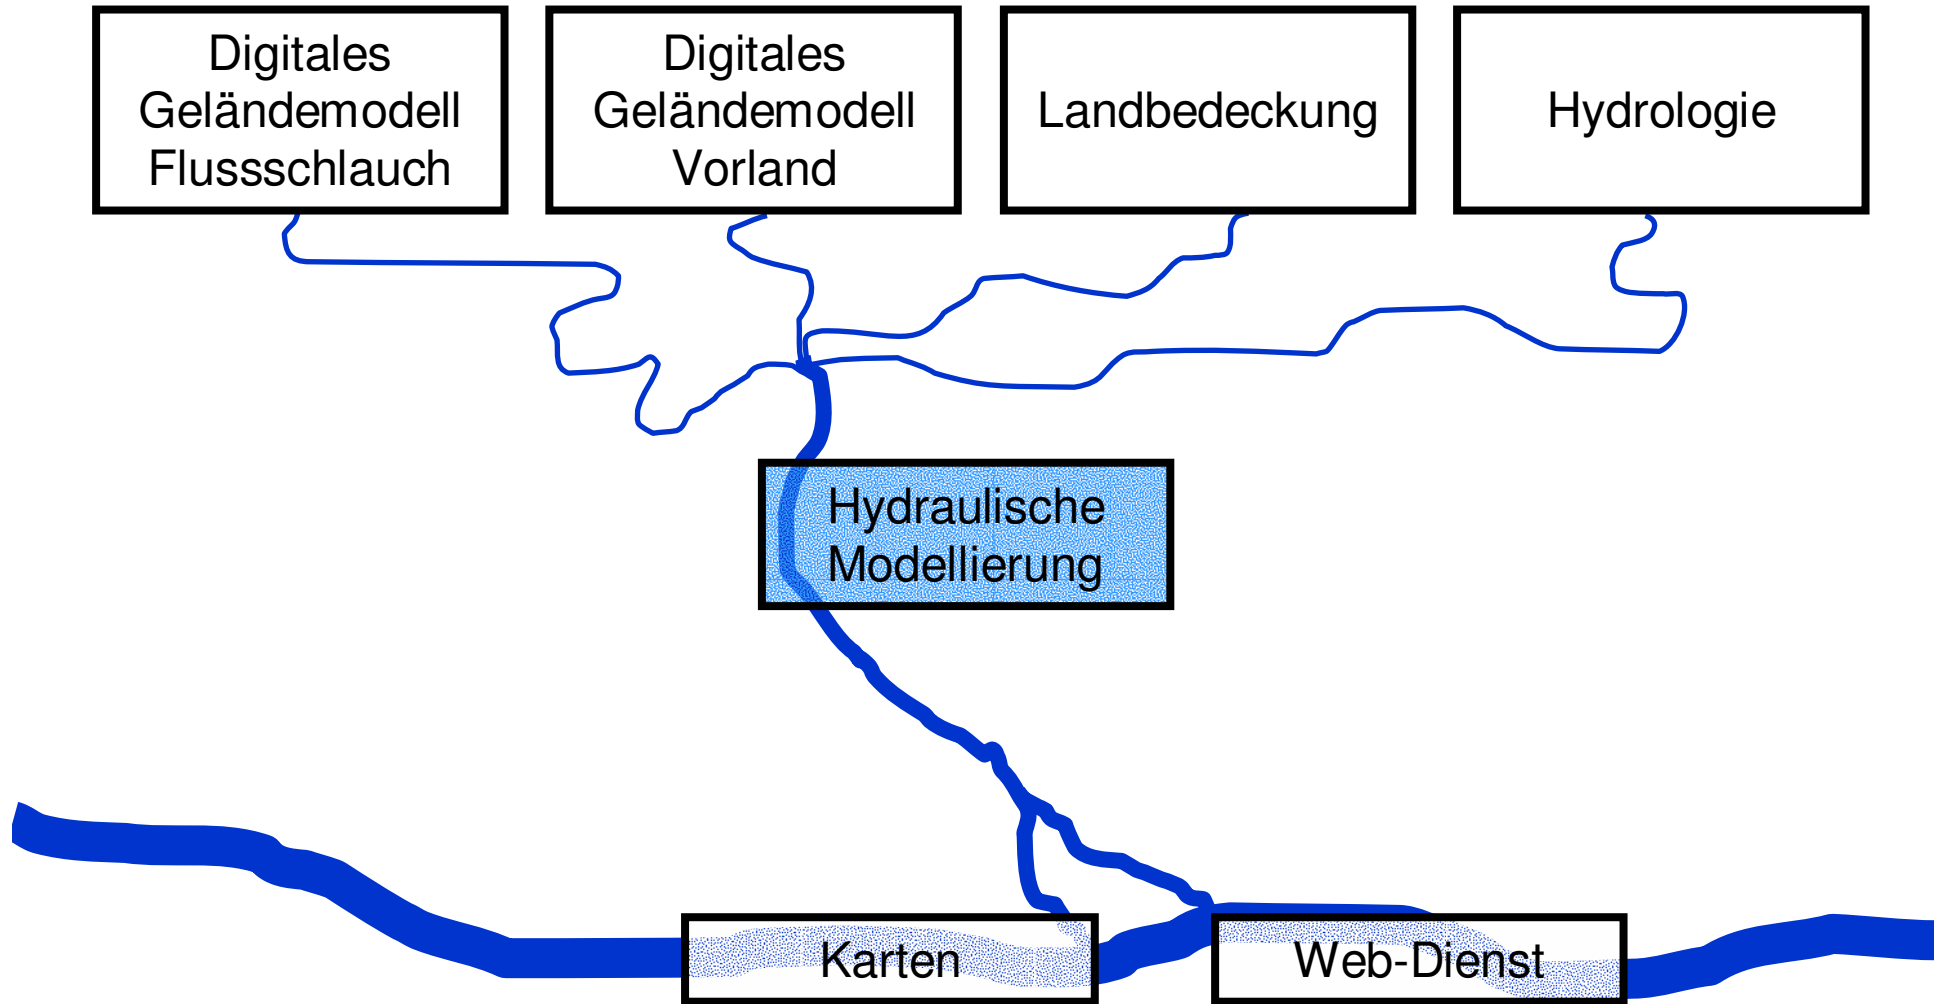 Digitales
Geländemodell
Flussschlauch
Digitales
Geländemodell
Vorland
Landbedeckung
Hydrologie
Hydraulische
Modellierung
Karten
Web-Dienst